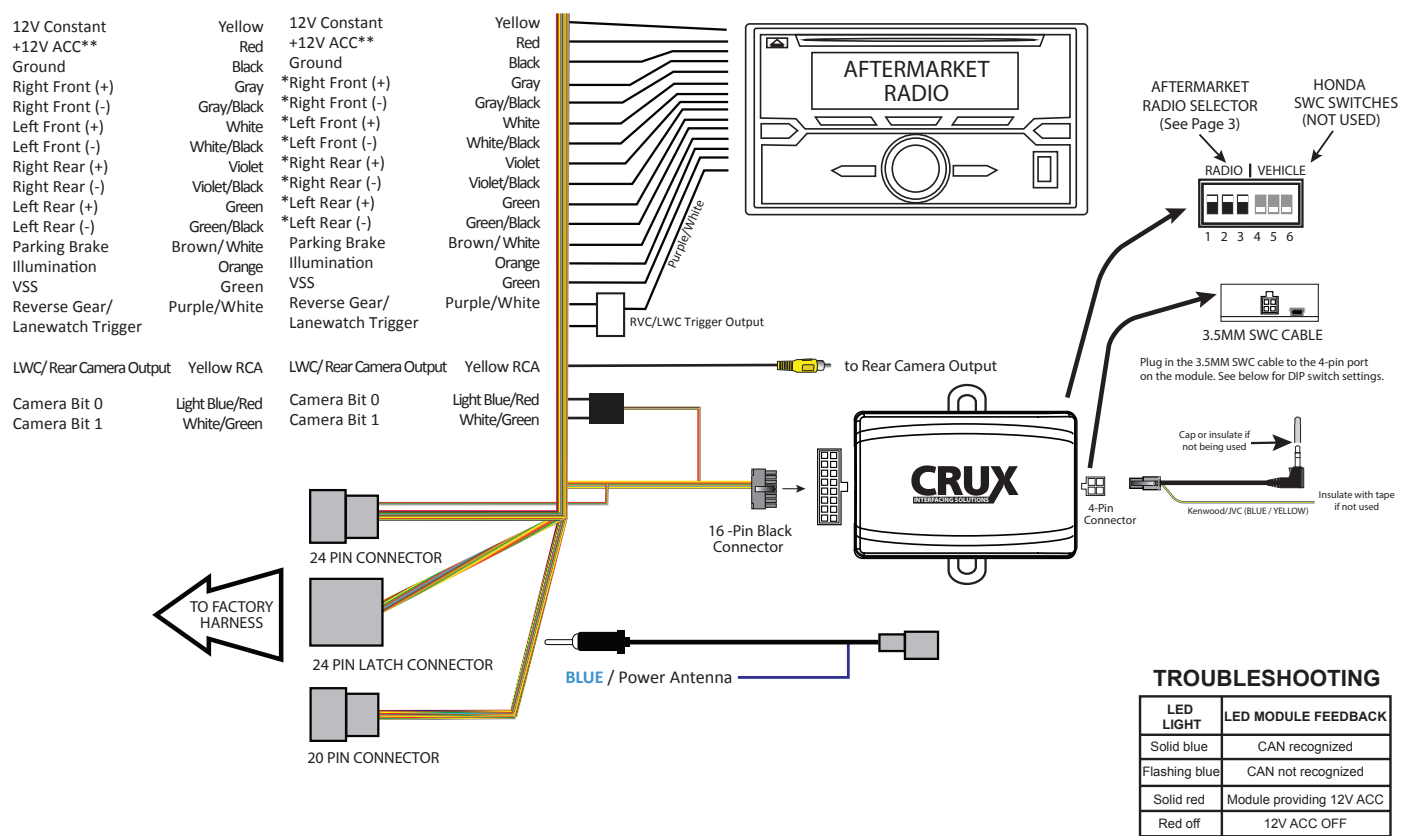 12V Constant Yellow
+12V ACC** Red
Ground Black
Right Front (+) Gray
Right Front (-) Gray/Black
Left Front (+) White
Left Front (-) White/Black
Right Rear (+) Violet
Right Rear (-) Violet/Black
Left Rear (+) Green
Left Rear (-) Green/Black
Parking Brake Brown/White
Illumination Orange
VSS Green
Reverse Gear/ Purple/White
Lanewatch Trigger
LWC/Rear Camera Output Yellow RCA
Camera Bit 0 Light Blue/Red
Camera Bit 1 White/Green
12V Constant Yellow
+12V ACC** Red
Ground Black
*Right Front (+) Gray
*Right Front (-) Gray/Black
*Left Front (+) White
*Left Front (-) White/Black
*Right Rear (+) Violet
*Right Rear (-) Violet/Black
*Left Rear (+) Green
*Left Rear (-) Green/Black
Parking Brake Brown/White
Illumination Orange
VSS Green
Reverse Gear/ Purple/White
Lanewatch Trigger
LWC/Rear Camera Output Yellow RCA
Camera Bit 0 Light Blue/Red
Camera Bit 1 White/Green
AFTERMARKET
RADIO
Purple/White
RVC/LWC Trigger Output
to Rear Camera Output
AFTERMARKET
RADIO SELECTOR
(See Page 3)
HONDA
SWC SWITCHES
(NOT USED)
RADIO | VEHICLE
1 2 3 4 5 6
3.5MM SWC CABLE
Plug in the 3.5MM SWC cable to the 4-pin port
on the module. See below for DIP switch settings.
Cap or insulate if
not being used
Insulate with tape
if not used
Kenwood/JVC (BLUE / YELLOW)
4-Pin
Connector
CRUX
INTERFACING SOLUTIONS
16 -Pin Black
Connector
24 PIN CONNECTOR
TO FACTORY
HARNESS
24 PIN LATCH CONNECTOR
20 PIN CONNECTOR
BLUE / Power Antenna
TROUBLESHOOTING
LED
LIGHT
LED MODULE FEEDBACK
Solid blue CAN recognized
Flashing blue CAN not recognized
Solid red Module providing 12V ACC
Red off 12V ACC OFF